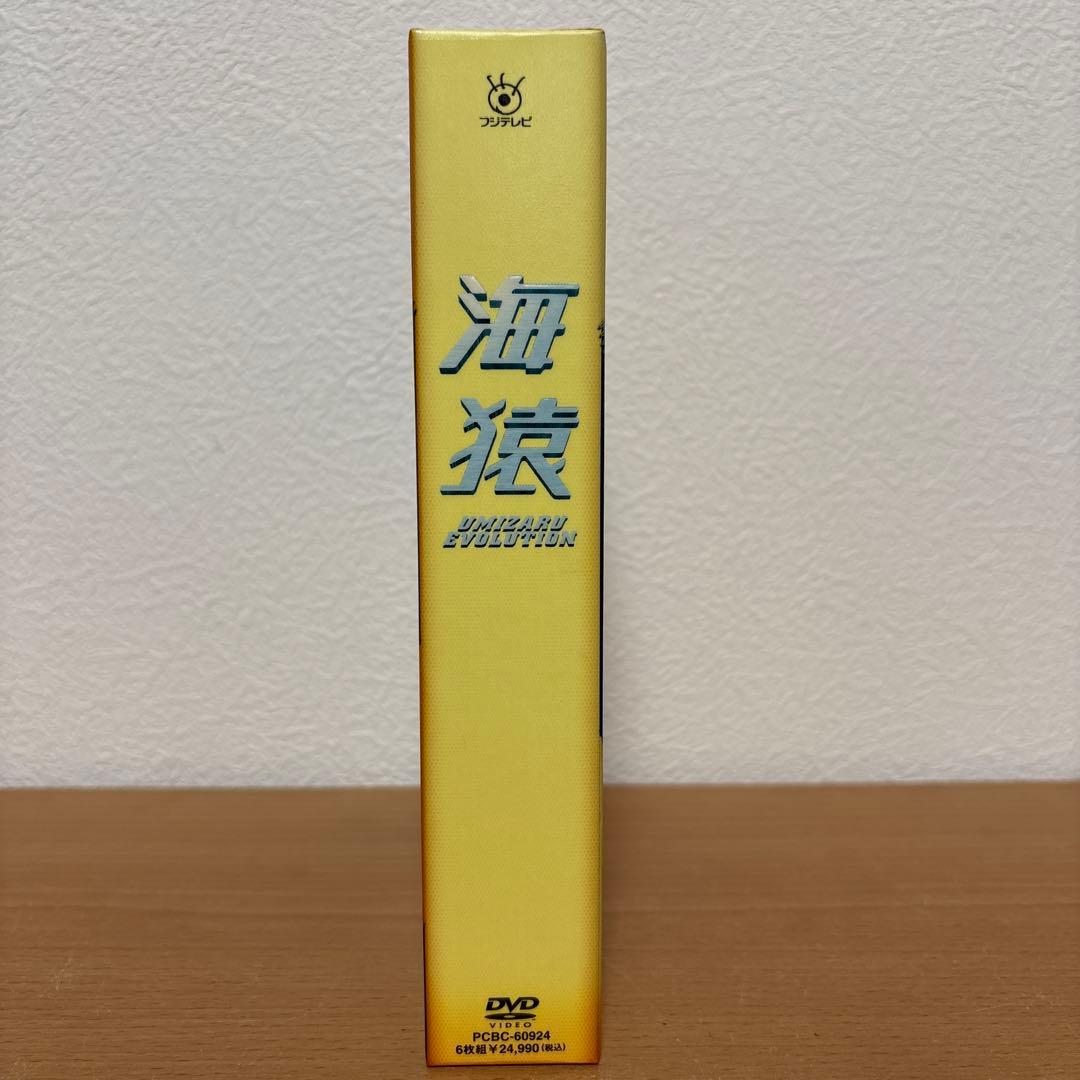 フジテレビ
海
猿
UMIZARU
EVOLUTION
DVD
VIDEO
PCBC-60924
6枚組¥24,990(税込)